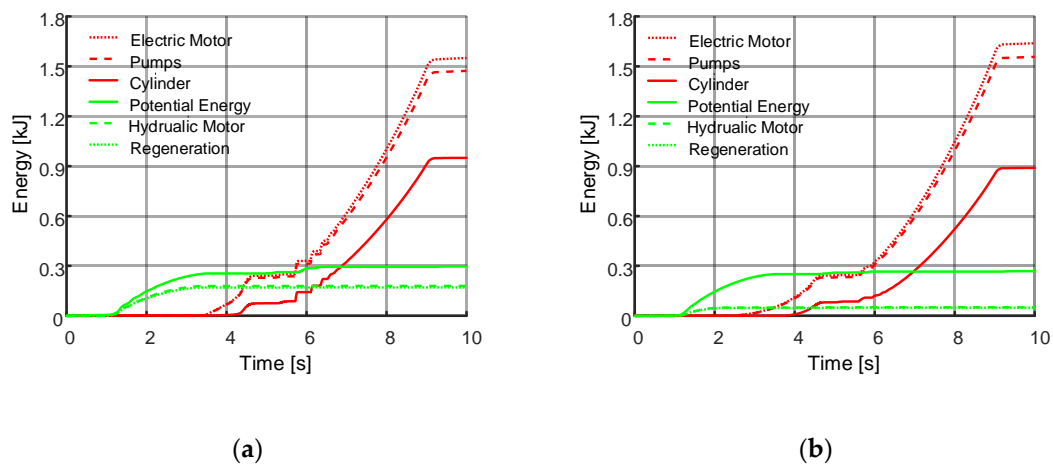 1.8
1.5
1.2
0.9
0.6
0.3
0
Energy [kJ]
Electric Motor
Pumps
Cylinder
Potential Energy
Hydrualic Motor
Regeneration
0 2 4 6 8 10
Time [s]
(a)
1.8
1.5
1.2
0.9
0.6
0.3
0
Energy [kJ]
Electric Motor
Pumps
Cylinder
Potential Energy
Hydrualic Motor
Regeneration
0 2 4 6 8 10
Time [s]
(b)